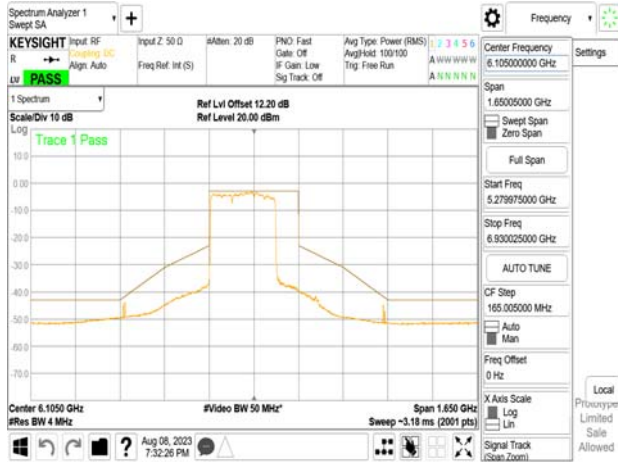 Spectrum Analyzer 1
Swept SA
+
Frequency
KEYSIGHT
Input: RF
Coupling: DC
Align: Auto
Input Z: 50 Ω
Freq Ref: Int (S)
#Atten: 20 dB
PNO: Fast
Gate: Off
IF Gain: Low
Sig Track: Off
Avg Type: Power (RMS)
Avg|Hold: 100/100
Trig: Free Run
1 2 3 4 5 6
A W W W W W
A N N N N N
R
LV PASS
1 Spectrum
Scale/Div 10 dB
Ref Lvl Offset 12.20 dB
Ref Level 20.00 dBm
Log
Trace 1 Pass
10.0
0.00
-10.0
-20.0
-30.0
-40.0
-50.0
-60.0
-70.0
Center 6.1050 GHz
#Res BW 4 MHz
#Video BW 50 MHz*
Span 1.650 GHz
Sweep ~3.18 ms (2001 pts)
?
Aug 08, 2023
7:32:26 PM
Center Frequency
6.105000000 GHz
Settings
Span
1.65005000 GHz
Swept Span
Zero Span
Full Span
Start Freq
5.279975000 GHz
Stop Freq
6.930025000 GHz
AUTO TUNE
CF Step
165.005000 MHz
Auto
Man
Freq Offset
0 Hz
X Axis Scale
Log
Lin
Signal Track
(Span Zoom)
Local
Prototype
Limited
Sale
Allowed